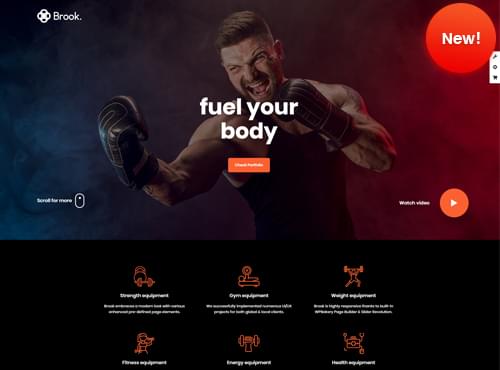 Brook.
New!
fuel your
body
Check Portfolio
Scroll for more
Watch video
Strength equipment
Gym equipment
Weight equipment
Brook embraces a modern look with various
enhanced pre-defined page elements.
We successfully implemented numerous UI/UX
projects for both global & local clients.
Brook is highly responsive thanks to built-in
WPBakery Page Builder & Slider Revolution.
Fitness equipment
Energy equipment
Health equipment